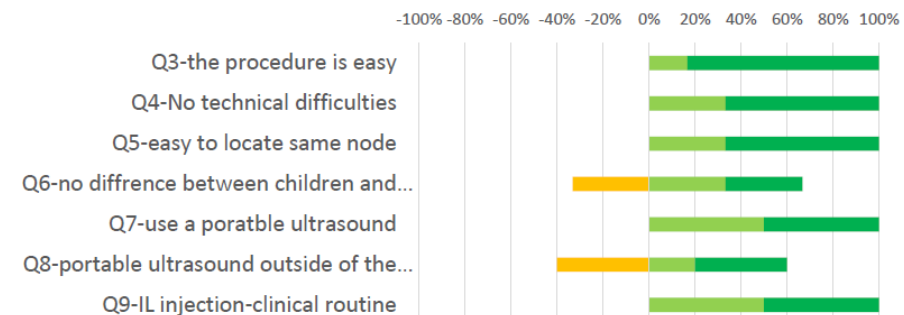 -100% -80% -60% -40% -20% 0% 20% 40% 60% 80% 100%
Q3-the procedure is easy
Q4-No technical difficulties
Q5-easy to locate same node
Q6-no diffrence between children and...
Q7-use a poratble ultrasound
Q8-portable ultrasound outside of the...
Q9-IL injection-clinical routine